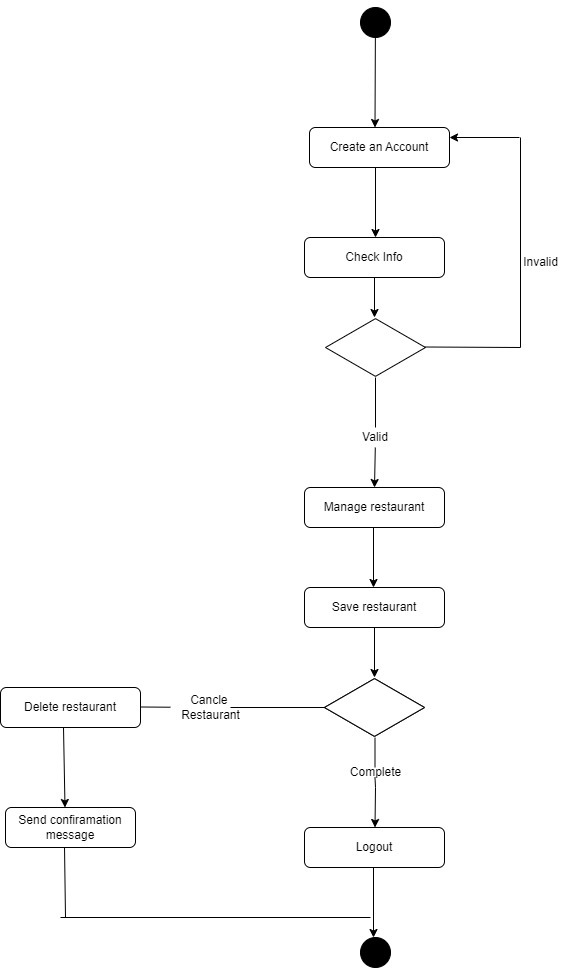 Create an Account
Check Info
Invalid
Valid
Manage restaurant
Save restaurant
Cancle
Restaurant
Delete restaurant
Complete
Send confiramation
message
Logout